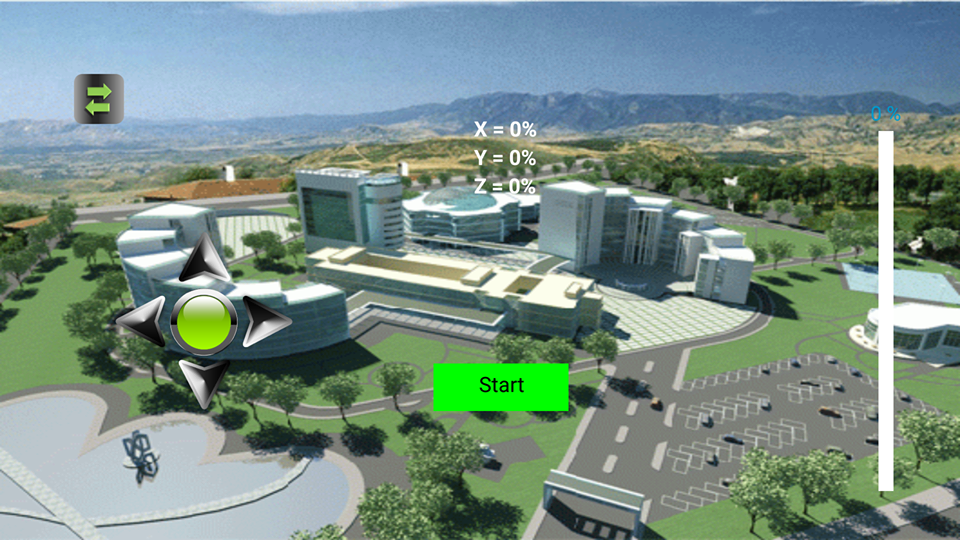 0 %
X = 0%
Y = 0%
Z = 0%
Start